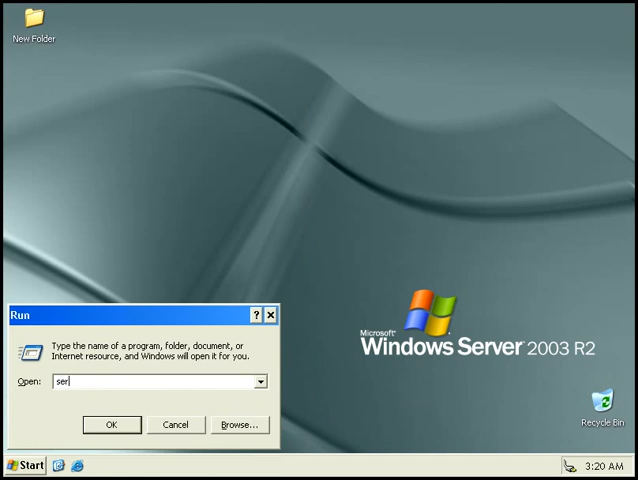 New Folder
Run
Type the name of a program, folder, document, or
Internet resource, and Windows will open it for you.
Open: ser
OK Cancel Browse...
Microsoft®
Windows Server 2003 R2
Recycle Bin
Start 3:20 AM